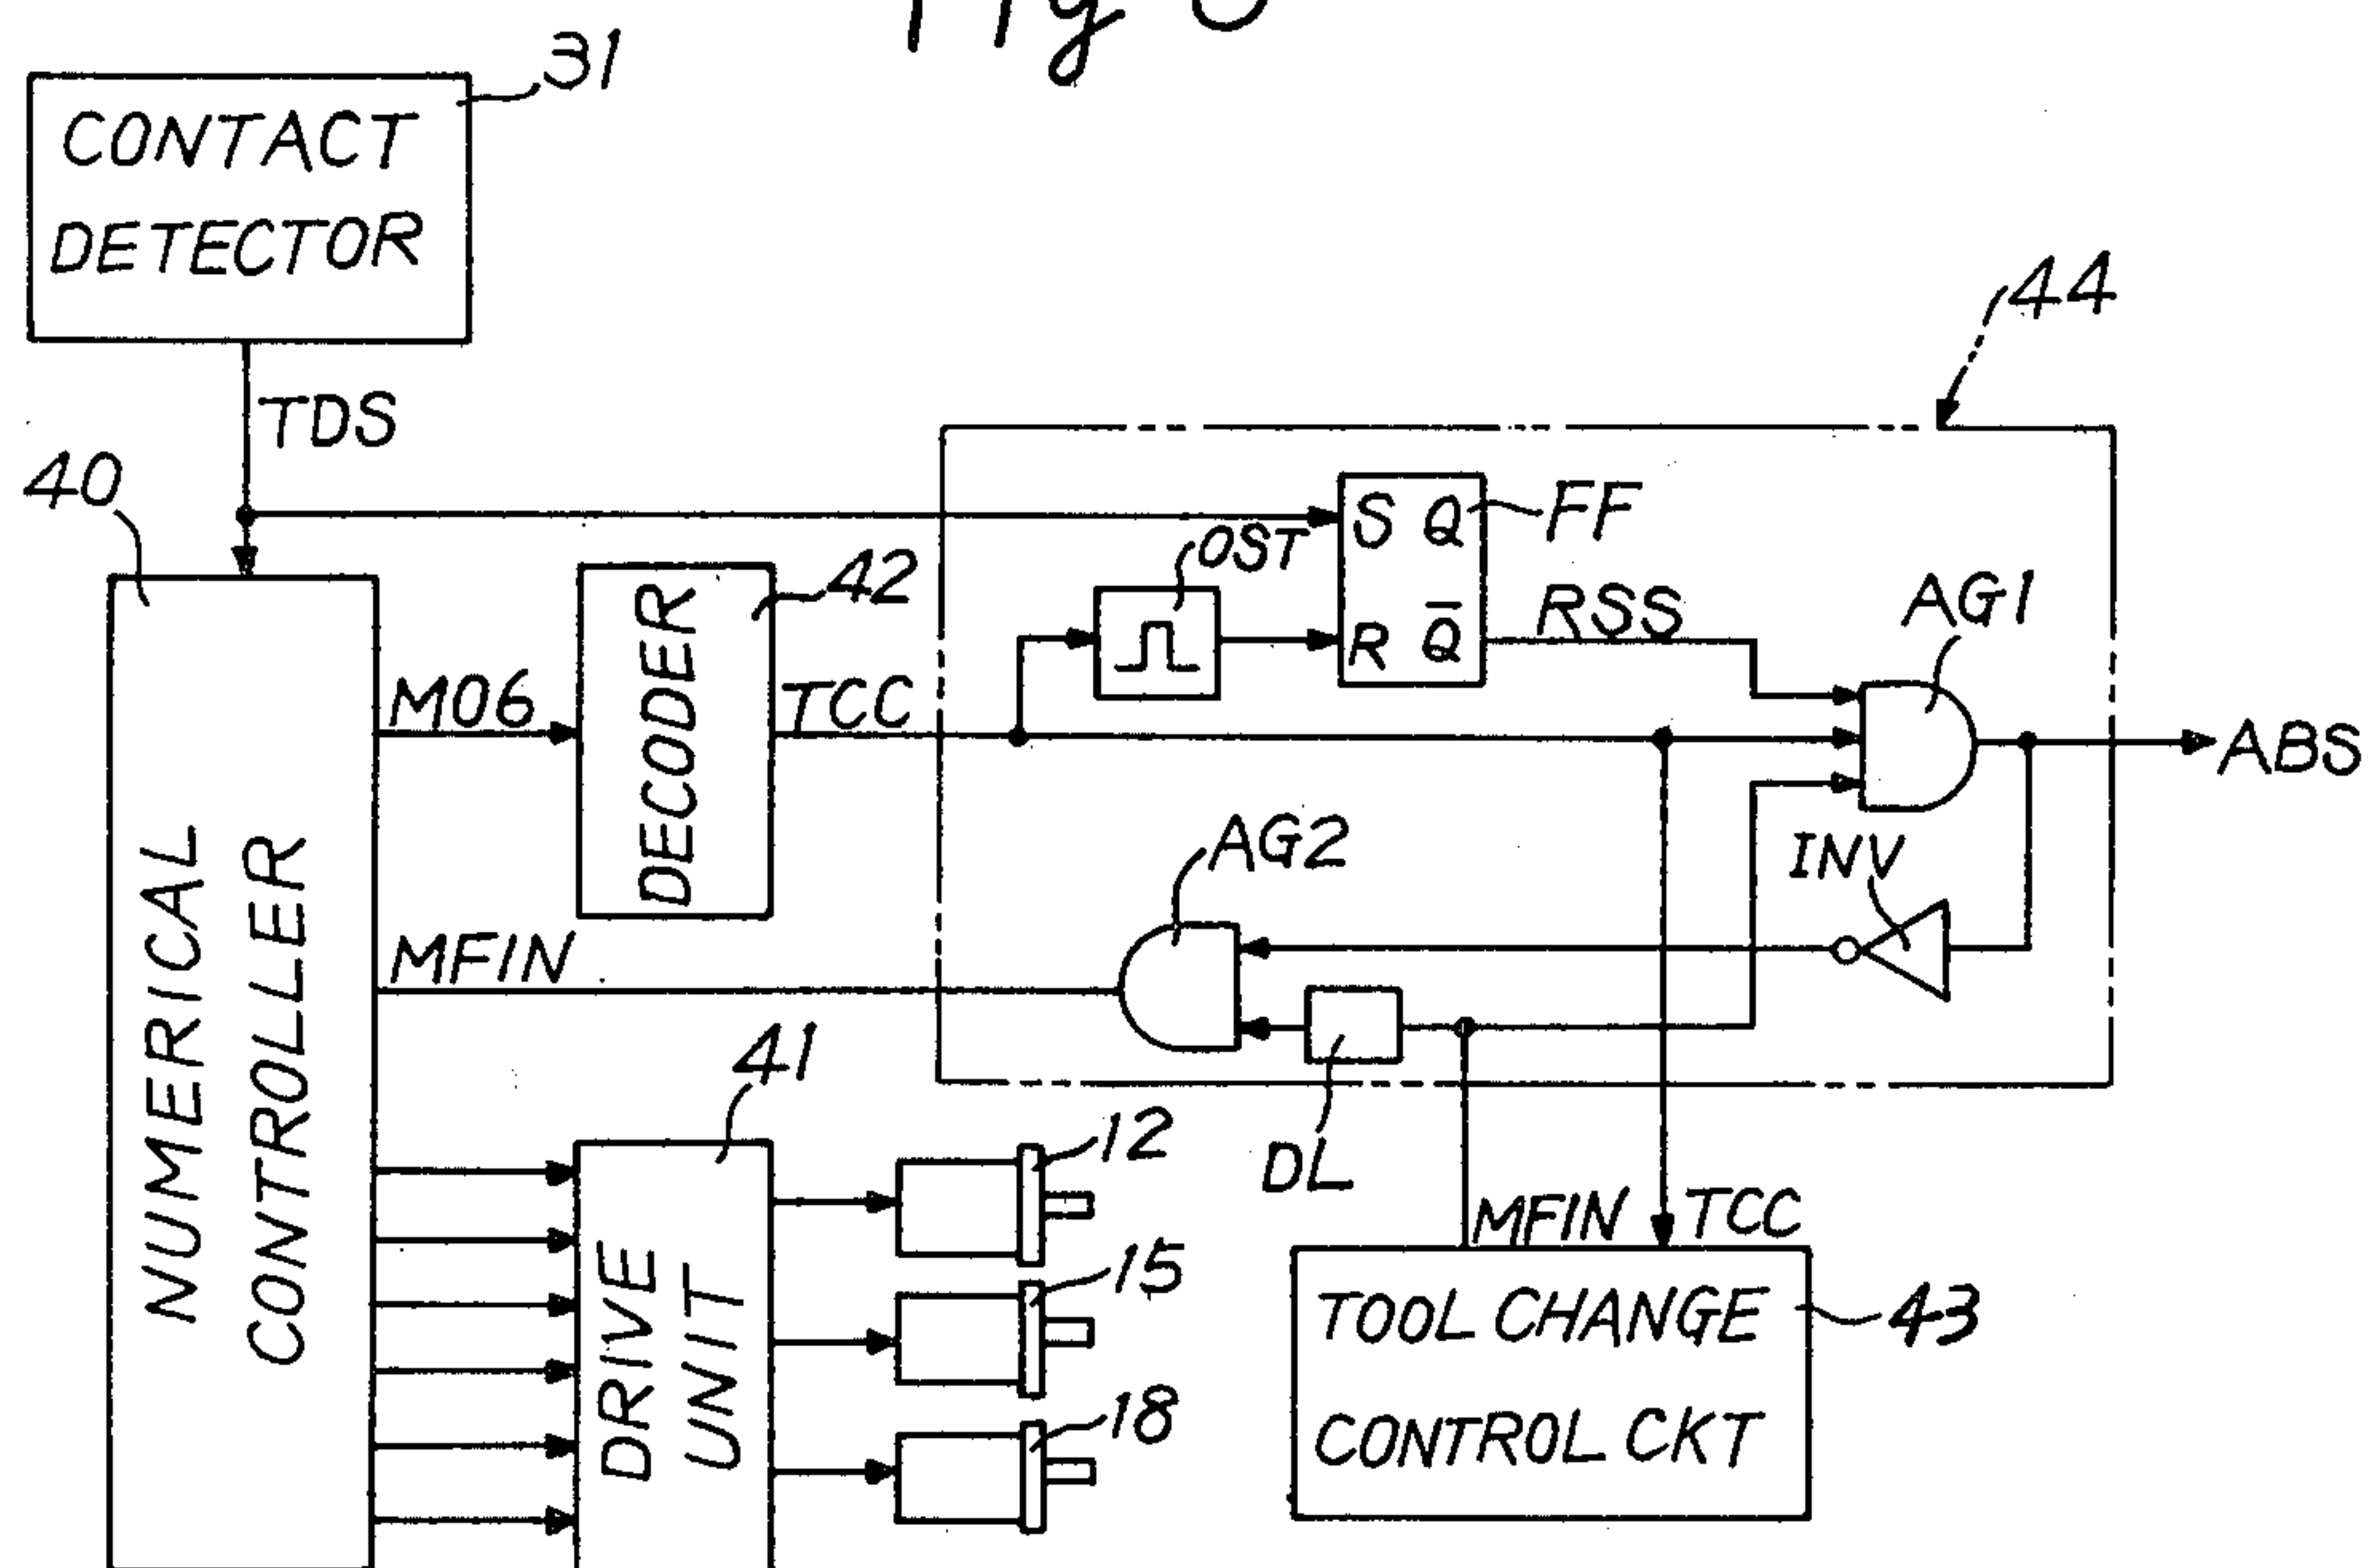 Fig
31
CONTACT
DETECTOR
TDS
44
40
S Q
FF
OST
42
R Q̅
RSS
AG1
DECODER
M06
TCC
ABS
AG2
INV
MFIN
NUMERICAL
CONTROLLER
41
DL
12
MFIN
TCC
15
DRIVE
UNIT
TOOL CHANGE
CONTROL CKT
43
18